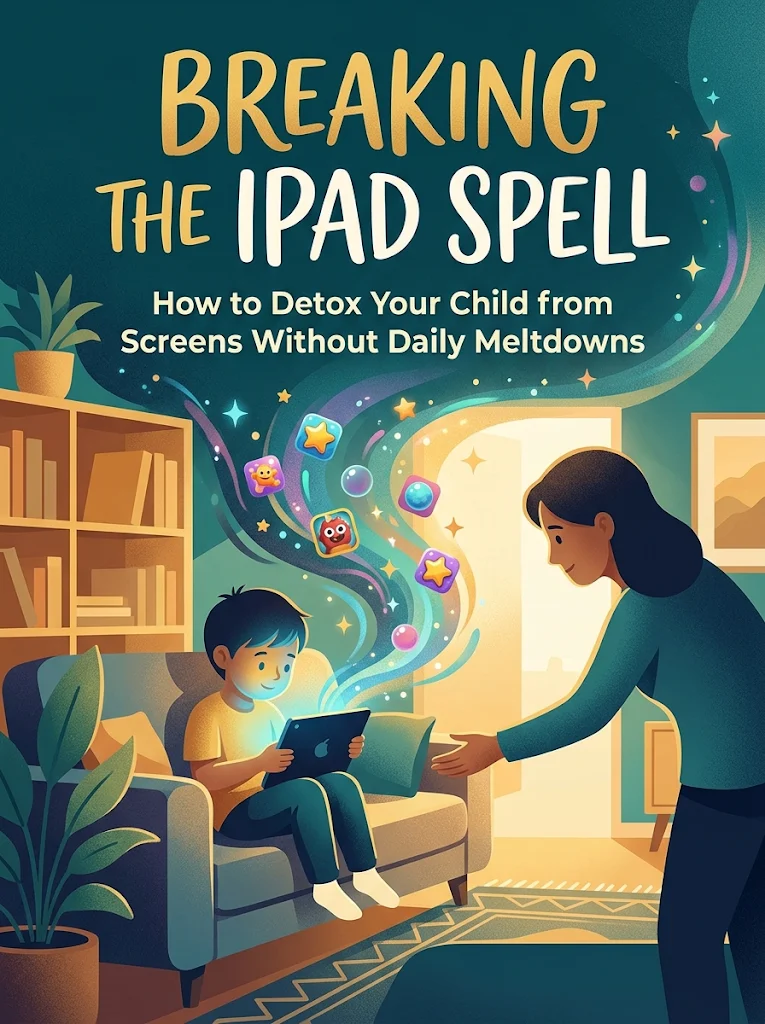 BREAKING
THE IPAD SPELL
How to Detox Your Child from
Screens Without Daily Meltdowns